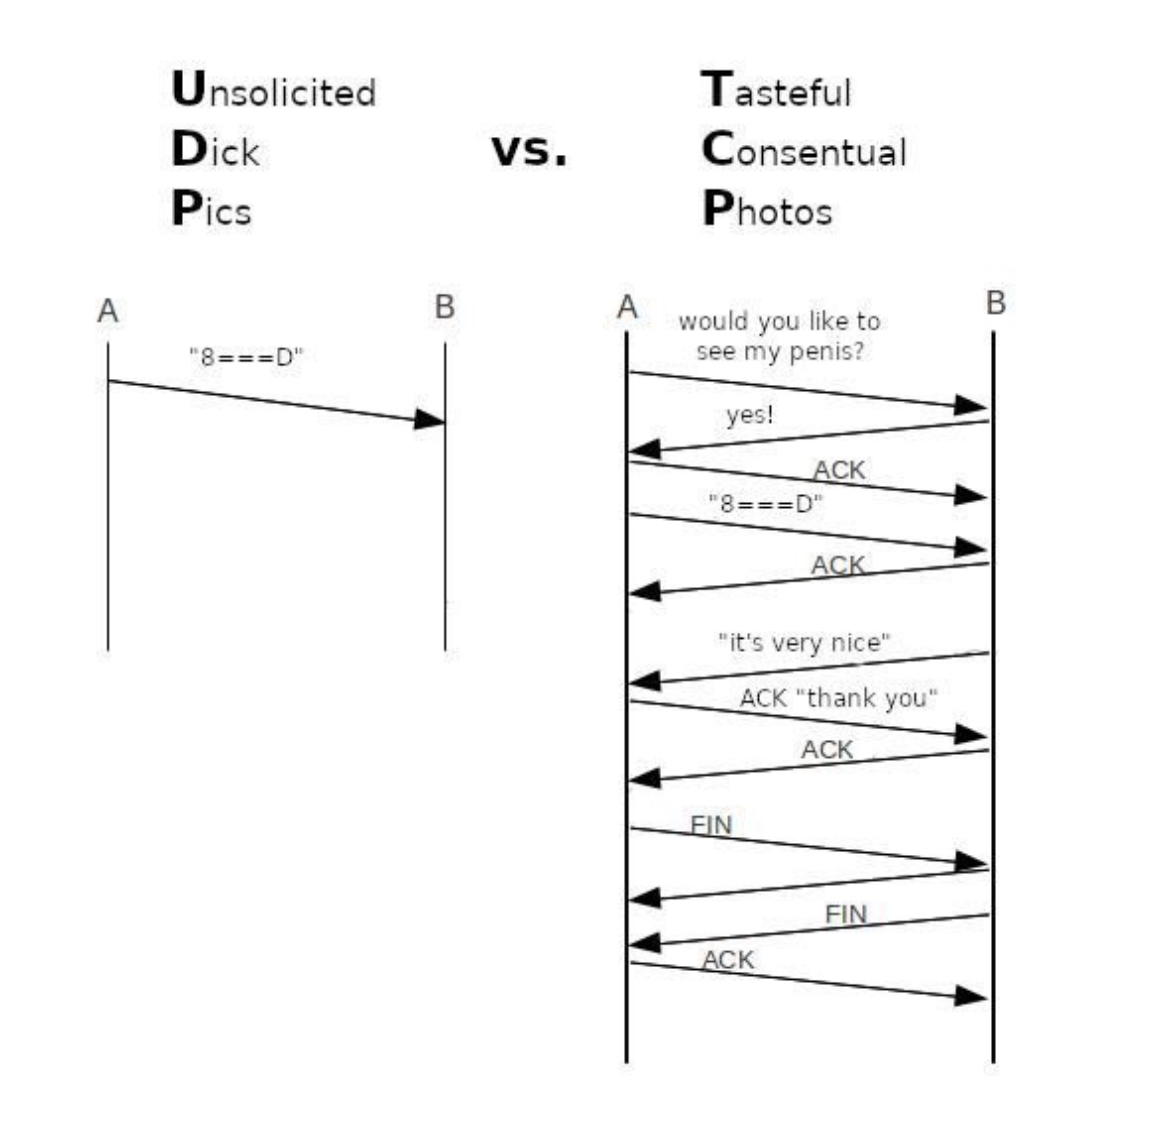 Unsolicited
Dick
Pics
vs.
Tasteful
Consentual
Photos
A
B
"8===D"
A
B
would you like to
see my penis?
yes!
ACK
"8===D"
ACK
"it's very nice"
ACK "thank you"
ACK
FIN
FIN
ACK